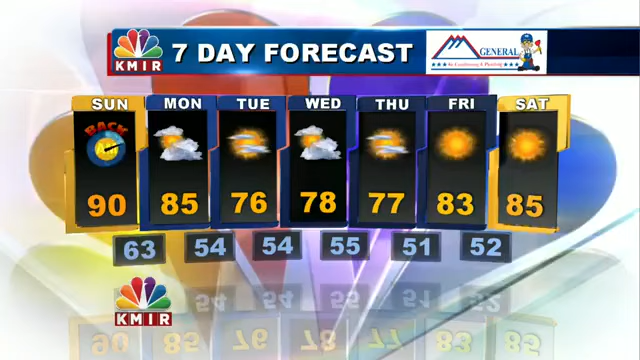 KMIR 7 DAY FORECAST GENERAL
Air Conditioning & Plumbing
SUN MON TUE WED THU FRI SAT
BACK
90 85 76 78 77 83 85
63 54 54 55 51 52
KMIR